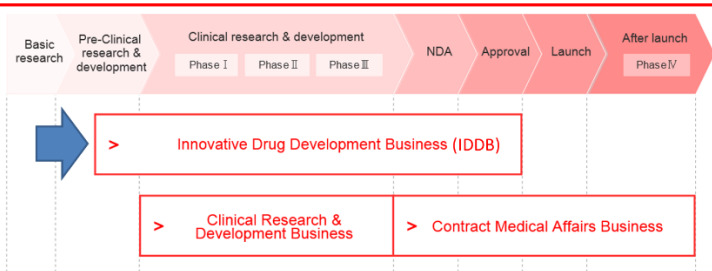 Basic
research
Pre-Clinical
research &
development
Clinical research & development
Phase Ⅰ
Phase Ⅱ
Phase Ⅲ
NDA
Approval
Launch
After launch
Phase Ⅳ
> Innovative Drug Development Business (IDDB)
> Clinical Research &
Development Business
> Contract Medical Affairs Business